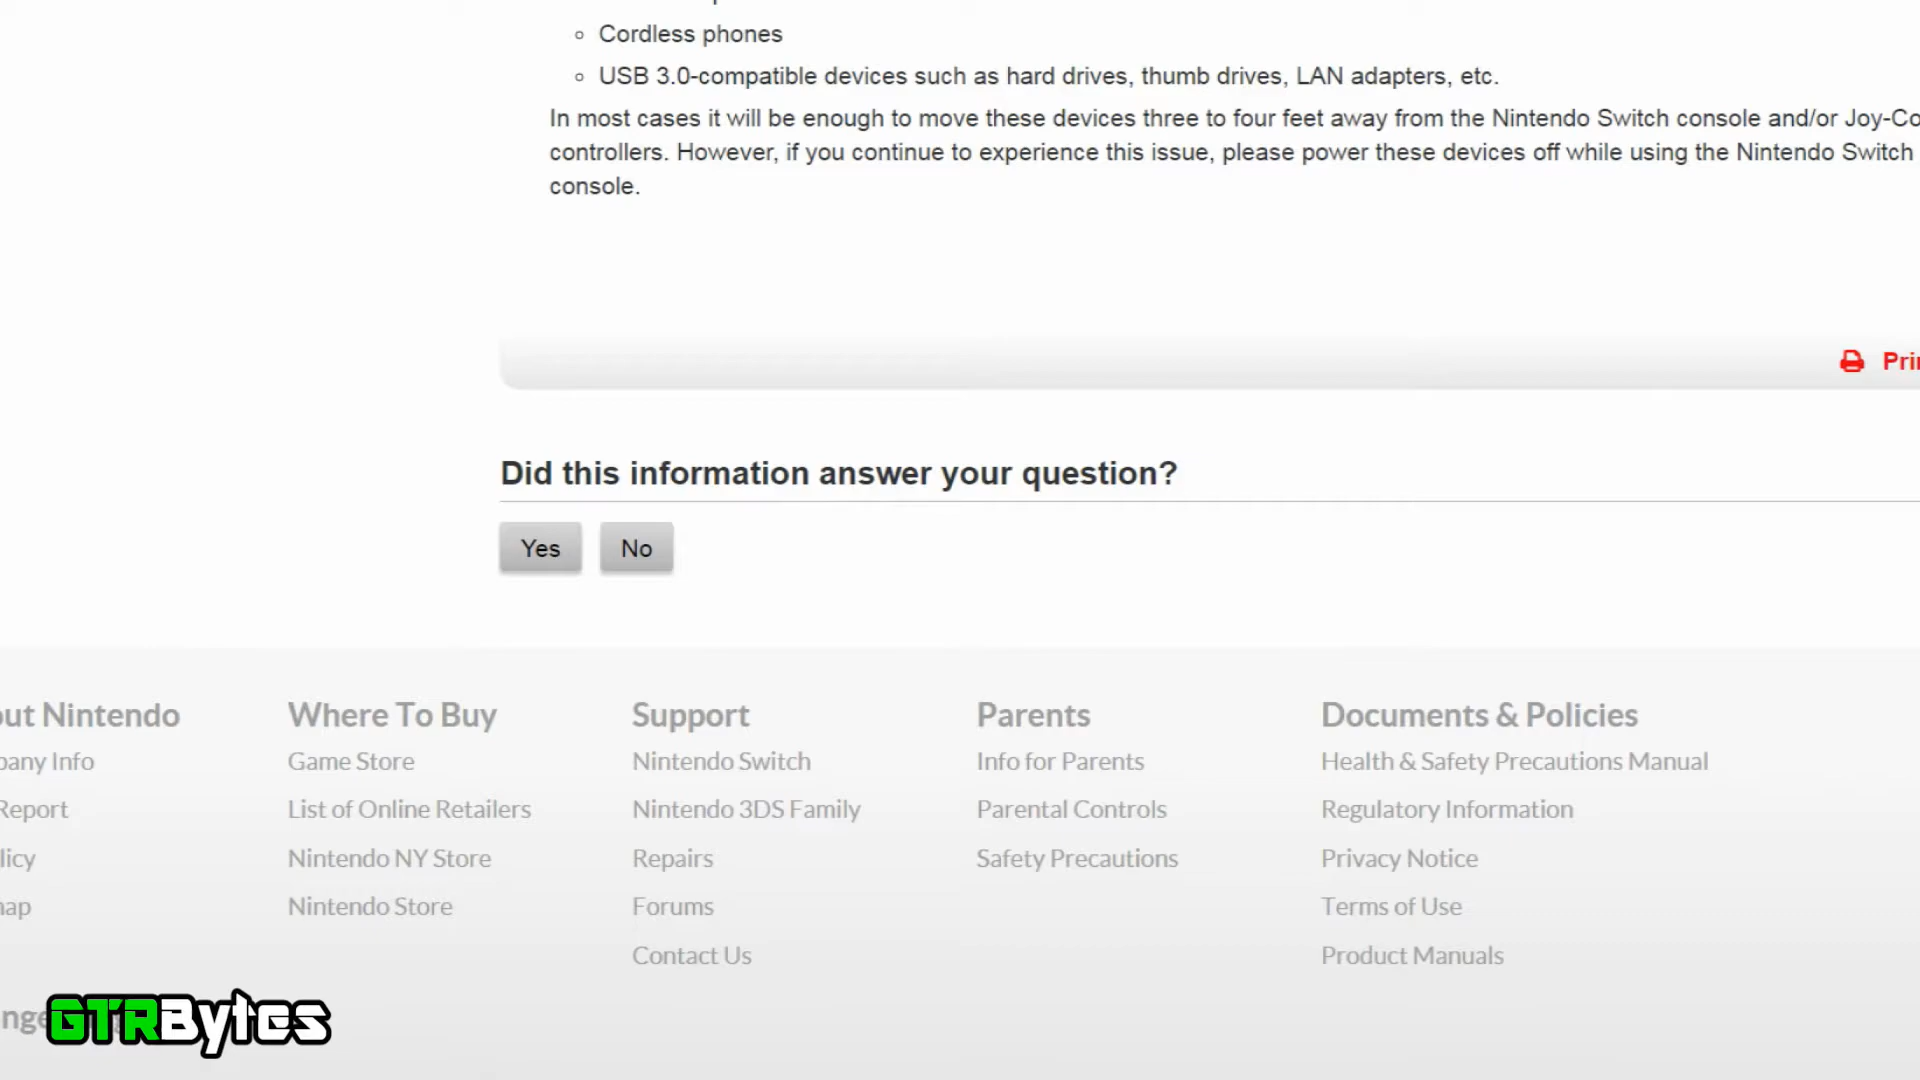 Cordless phones
USB 3.0-compatible devices such as hard drives, thumb drives, LAN adapters, etc.
In most cases it will be enough to move these devices three to four feet away from the Nintendo Switch console and/or Joy-Co
controllers. However, if you continue to experience this issue, please power these devices off while using the Nintendo Switch
console.
Pri
Did this information answer your question?
Yes No
out Nintendo Where To Buy Support Parents Documents & Policies
pany Info Game Store Nintendo Switch Info for Parents Health & Safety Precautions Manual
Report List of Online Retailers Nintendo 3DS Family Parental Controls Regulatory Information
licy Nintendo NY Store Repairs Safety Precautions Privacy Notice
map Nintendo Store Forums Terms of Use
Contact Us Product Manuals
GTRBytes